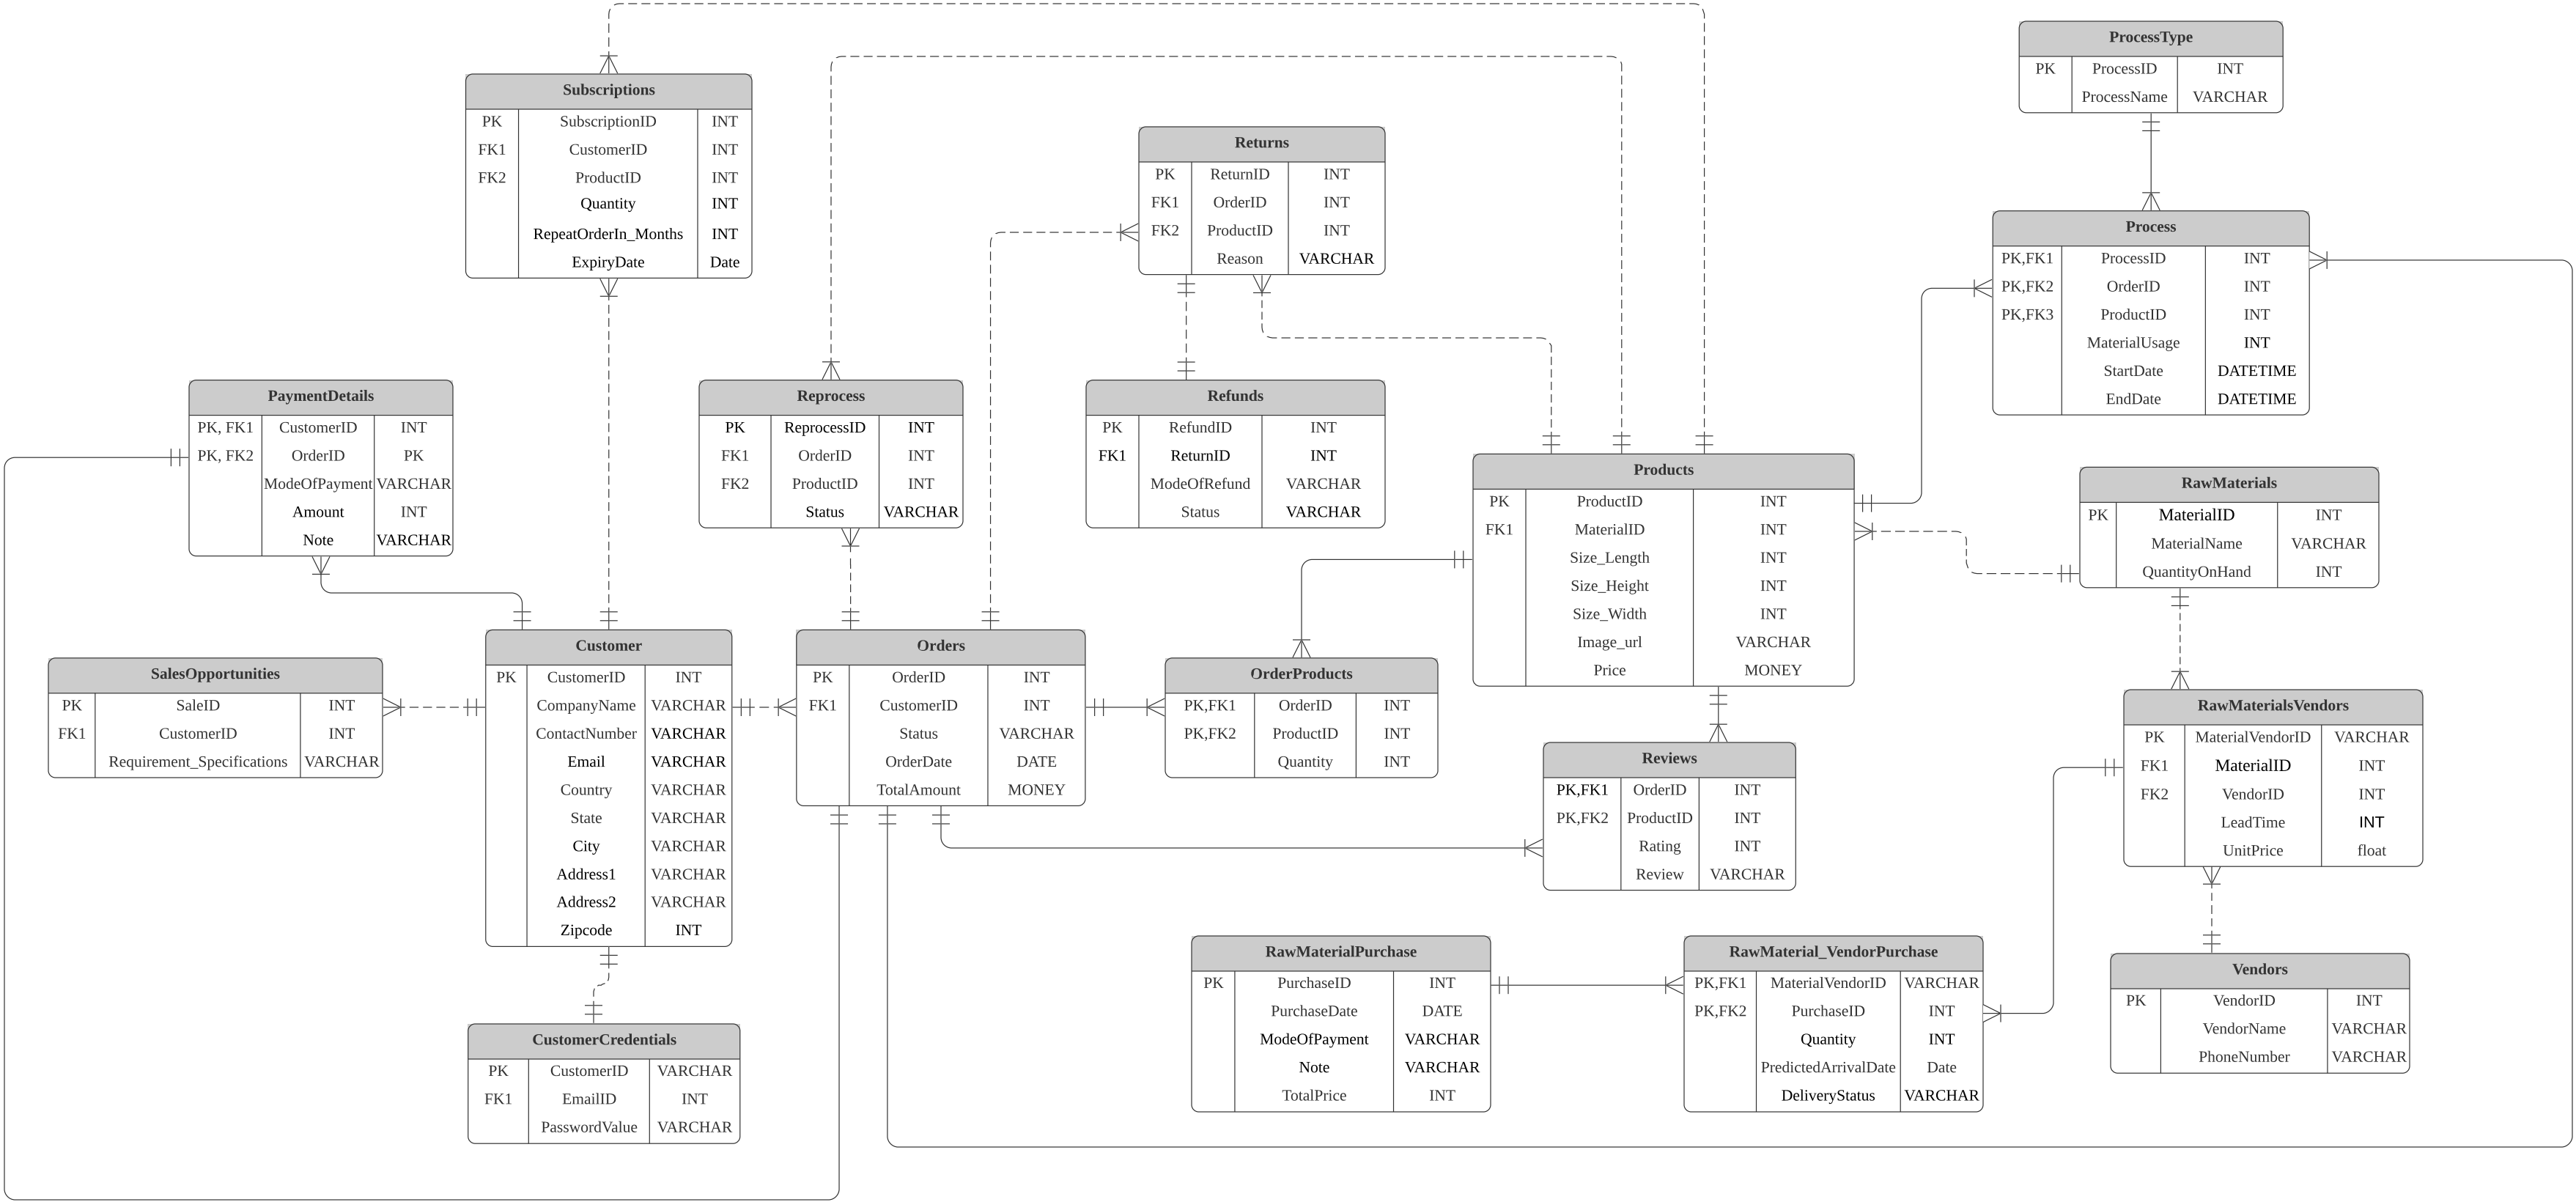 ProcessType
PK ProcessID INT
ProcessName VARCHAR
Subscriptions
PK SubscriptionID INT
FK1 CustomerID INT
FK2 ProductID INT
Quantity INT
RepeatOrderIn_Months INT
ExpiryDate Date
Returns
PK ReturnID INT
FK1 OrderID INT
FK2 ProductID INT
Reason VARCHAR
Process
PK,FK1 ProcessID INT
PK,FK2 OrderID INT
PK,FK3 ProductID INT
MaterialUsage INT
StartDate DATETIME
EndDate DATETIME
PaymentDetails
PK, FK1 CustomerID INT
PK, FK2 OrderID PK
ModeOfPayment VARCHAR
Amount INT
Note VARCHAR
Reprocess
PK ReprocessID INT
FK1 OrderID INT
FK2 ProductID INT
Status VARCHAR
Refunds
PK RefundID INT
FK1 ReturnID INT
ModeOfRefund VARCHAR
Status VARCHAR
Products
PK ProductID INT
FK1 MaterialID INT
Size_Length INT
Size_Height INT
Size_Width INT
Image_url VARCHAR
Price MONEY
RawMaterials
PK MaterialID INT
MaterialName VARCHAR
QuantityOnHand INT
SalesOpportunities
PK SaleID INT
FK1 CustomerID INT
Requirement_Specifications VARCHAR
Customer
PK CustomerID INT
CompanyName VARCHAR
ContactNumber VARCHAR
Email VARCHAR
Country VARCHAR
State VARCHAR
City VARCHAR
Address1 VARCHAR
Address2 VARCHAR
Zipcode INT
Orders
PK OrderID INT
FK1 CustomerID INT
Status VARCHAR
OrderDate DATE
TotalAmount MONEY
OrderProducts
PK,FK1 OrderID INT
PK,FK2 ProductID INT
Quantity INT
Reviews
PK,FK1 OrderID INT
PK,FK2 ProductID INT
Rating INT
Review VARCHAR
RawMaterialsVendors
PK MaterialVendorID VARCHAR
FK1 MaterialID INT
FK2 VendorID INT
LeadTime INT
UnitPrice float
RawMaterialPurchase
PK PurchaseID INT
PurchaseDate DATE
ModeOfPayment VARCHAR
Note VARCHAR
TotalPrice INT
RawMaterial_VendorPurchase
PK,FK1 MaterialVendorID VARCHAR
PK,FK2 PurchaseID INT
Quantity INT
PredictedArrivalDate Date
DeliveryStatus VARCHAR
Vendors
PK VendorID INT
VendorName VARCHAR
PhoneNumber VARCHAR
CustomerCredentials
PK CustomerID VARCHAR
FK1 EmailID INT
PasswordValue VARCHAR